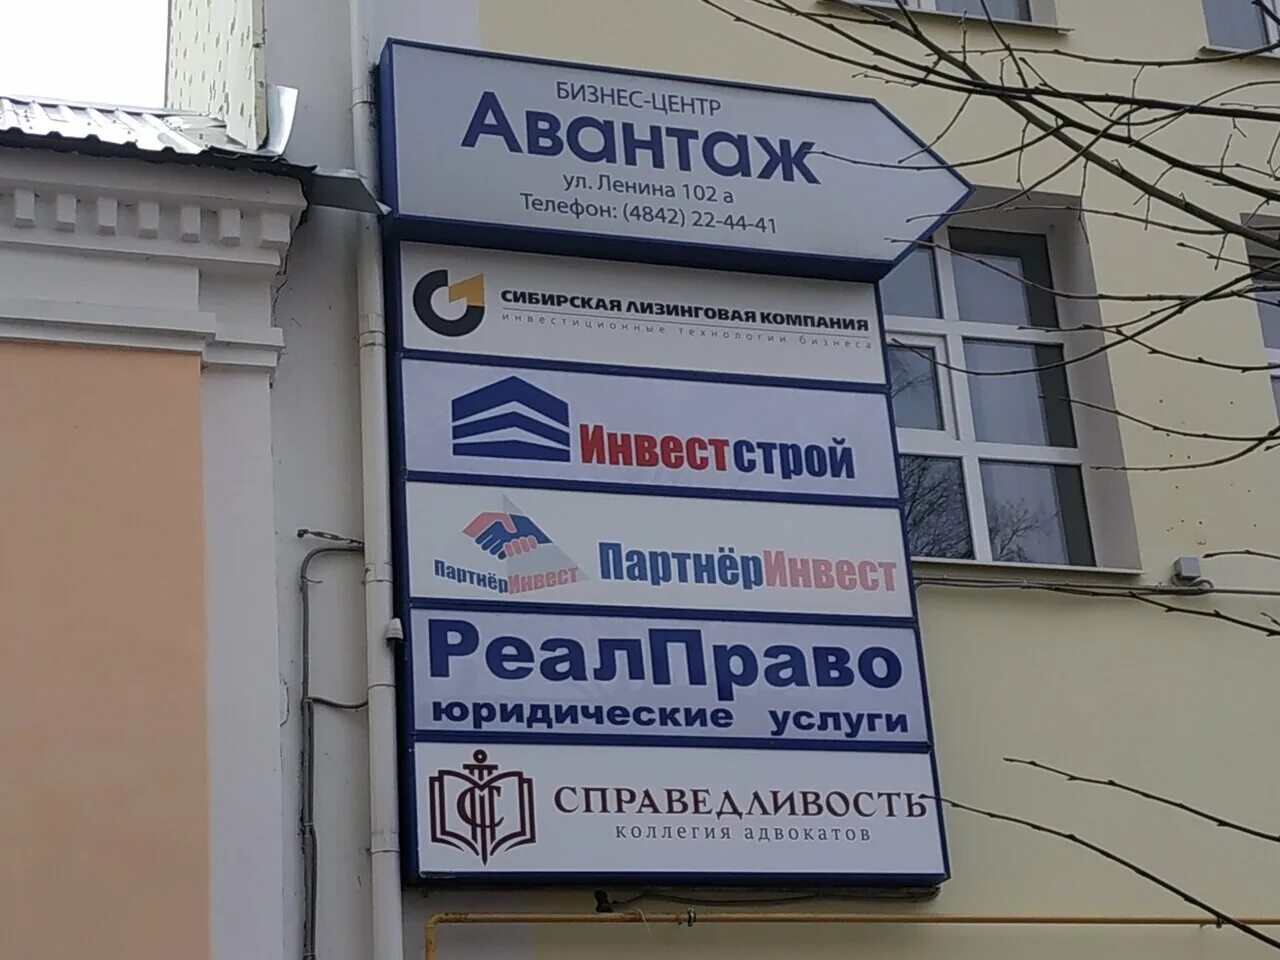 БИЗНЕС-ЦЕНТР
Авантаж
ул. Ленина 102 а
Телефон: (4842) 22-44-41
СИБИРСКАЯ ЛИЗИНГОВАЯ КОМПАНИЯ
инвестиционные технологии бизнеса
Инвестстрой
ПартнёрИнвест
ПартнёрИнвест
РеалПраво
юридические услуги
СПРАВЕДЛИВОСТЬ
коллегия адвокатов